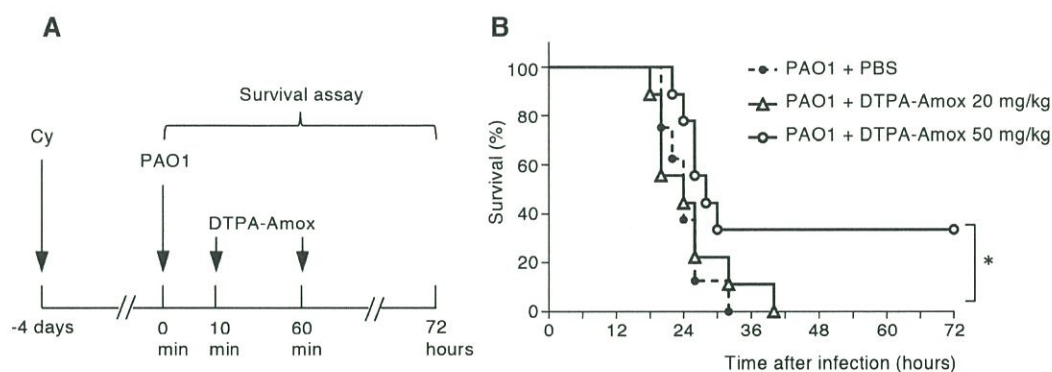 A
Survival assay
Cy
PAO1
DTPA-Amox
-4 days
0 min
10 min
60 min
72 hours
B
Survival (%)
100
80
60
40
20
0
PAO1 + PBS
PAO1 + DTPA-Amox 20 mg/kg
PAO1 + DTPA-Amox 50 mg/kg
*
0 12 24 36 48 60 72
Time after infection (hours)